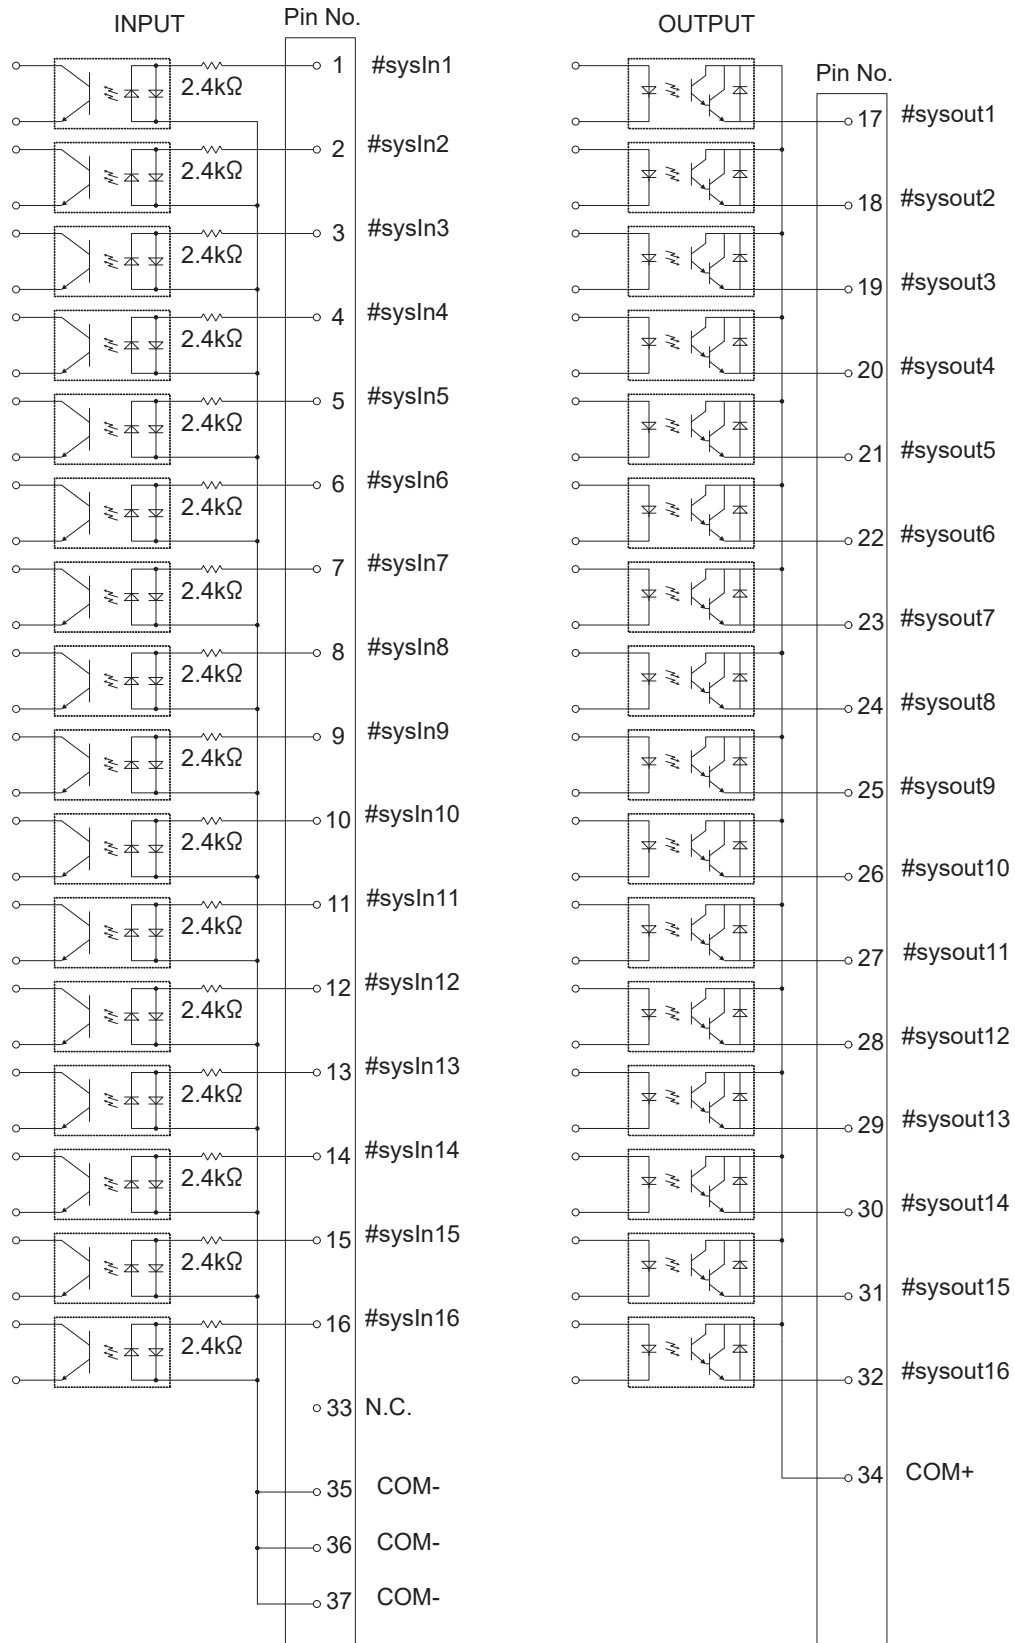 INPUT
Pin No.
1 #sysIn1
2.4kΩ
2 #sysIn2
2.4kΩ
3 #sysIn3
2.4kΩ
4 #sysIn4
2.4kΩ
5 #sysIn5
2.4kΩ
6 #sysIn6
2.4kΩ
7 #sysIn7
2.4kΩ
8 #sysIn8
2.4kΩ
9 #sysIn9
2.4kΩ
10 #sysIn10
2.4kΩ
11 #sysIn11
2.4kΩ
12 #sysIn12
2.4kΩ
13 #sysIn13
2.4kΩ
14 #sysIn14
2.4kΩ
15 #sysIn15
2.4kΩ
16 #sysIn16
2.4kΩ
33 N.C.
35 COM-
36 COM-
37 COM-
OUTPUT
Pin No.
17 #sysout1
18 #sysout2
19 #sysout3
20 #sysout4
21 #sysout5
22 #sysout6
23 #sysout7
24 #sysout8
25 #sysout9
26 #sysout10
27 #sysout11
28 #sysout12
29 #sysout13
30 #sysout14
31 #sysout15
32 #sysout16
34 COM+